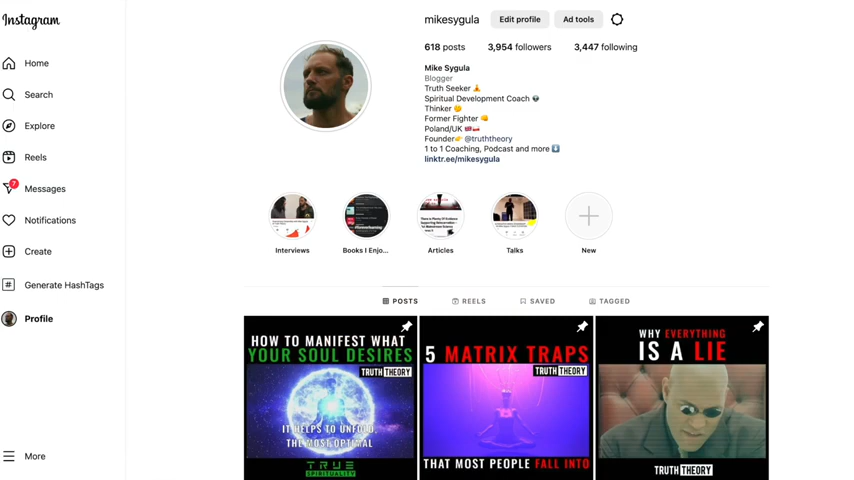 Instagram
Home
Search
Explore
Reels
7
Messages
Notifications
Create
#
Generate HashTags
Profile
More
mikesygula
Edit profile
Ad tools
618 posts
3,954 followers
3,447 following
Mike Sygula
Blogger
Truth Seeker 🔺
Spiritual Development Coach 👽
Thinker 🤔
Former Fighter 👊
Poland/UK 🇬🇧🇵🇱
Founder👉 @truththeory
1 to 1 Coaching, Podcast and more ⬇️
linktr.ee/mikesygula
Interviews
Books I Enjo...
Articles
Talks
New
POSTS
REELS
SAVED
TAGGED
HOW TO MANIFEST WHAT
YOUR SOUL DESIRES
TRUTH THEORY
IT HELPS TO UNFOLD,
THE MOST OPTIMAL
TRUE
SPIRITUALITY
5 MATRIX TRAPS
TRUTH THEORY
THAT MOST PEOPLE FALL INTO
WHY EVERYTHING
IS A LIE
TRUTH THEORY